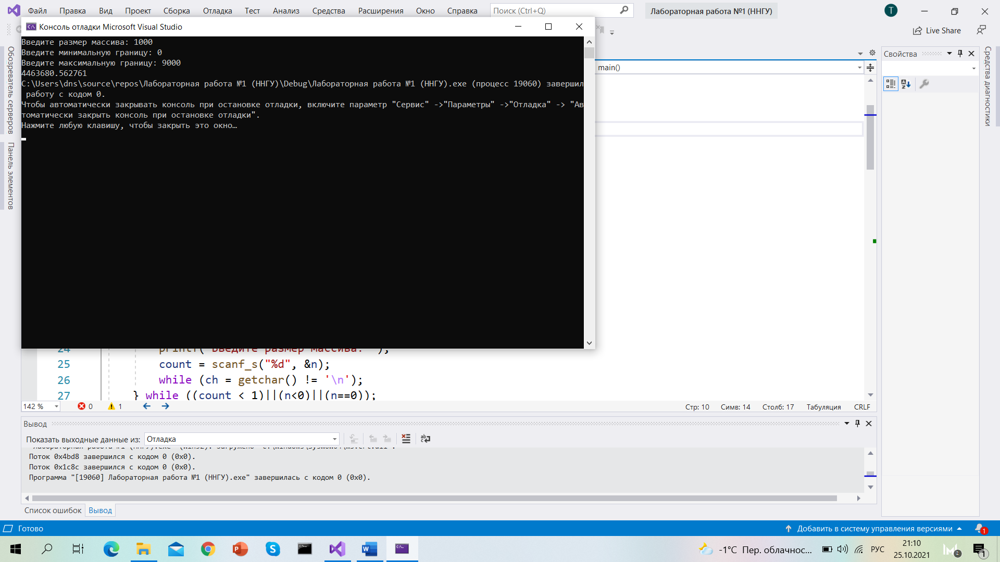 Файл Правка Вид Проект Сборка Отладка Тест Анализ Средства Расширения Окно Справка Поиск (Ctrl+Q) Лабораторная работа №1 (ННГУ) T
Консоль отладки Microsoft Visual Studio
Live Share
Введите размер массива: 1000
Введите минимальную границу: 0
Введите максимальную границу: 9000
4463680.562761
C:\Users\dns\source\repos\Лабораторная работа №1 (ННГУ)\Debug\Лабораторная работа №1 (ННГУ).exe (процесс 19060) завершил
работу с кодом 0.
Чтобы автоматически закрывать консоль при остановке отладки, включите параметр "Сервис" ->"Параметры" ->"Отладка" -> "Ав
томатически закрыть консоль при остановке отладки".
Нажмите любую клавишу, чтобы закрыть это окно…
Обозреватель серверов
Панель элементов
main()
Свойства
Средства диагностики
24 printf("Введите размер массива: ");
25 count = scanf_s("%d", &n);
26 while (ch = getchar() != '\n');
27 } while ((count < 1)||(n<0)||(n==0));
142 % 0 1 Стр: 10 Симв: 14 Столб: 17 Табуляция CRLF
Вывод
Показать выходные данные из: Отладка
Поток 0x4bd8 завершился с кодом 0 (0x0).
Поток 0x1c8c завершился с кодом 0 (0x0).
Программа "[19060] Лабораторная работа №1 (ННГУ).exe" завершилась с кодом 0 (0x0).
Список ошибок Вывод
Готово Добавить в систему управления версиями 1
-1°C Пер. облачнос... РУС 21:10
25.10.2021
2
1